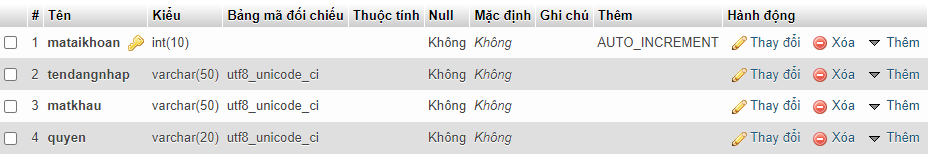 # Tên Kiểu Bảng mã đối chiếu Thuộc tính Null Mặc định Ghi chú Thêm Hành động
1 mataikhoan int(10) Không Không AUTO_INCREMENT Thay đổi Xóa Thêm
2 tendangnhap varchar(50) utf8_unicode_ci Không Không Thay đổi Xóa Thêm
3 matkhau varchar(50) utf8_unicode_ci Không Không Thay đổi Xóa Thêm
4 quyen varchar(20) utf8_unicode_ci Không Không Thay đổi Xóa Thêm